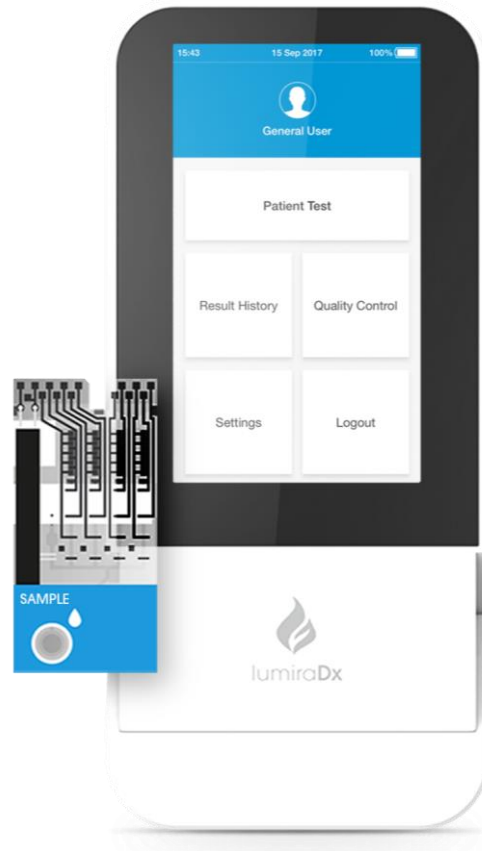 15:43 15 Sep 2017 100%
General User
Patient Test
Result History Quality Control
Settings Logout
SAMPLE
lumiraDx